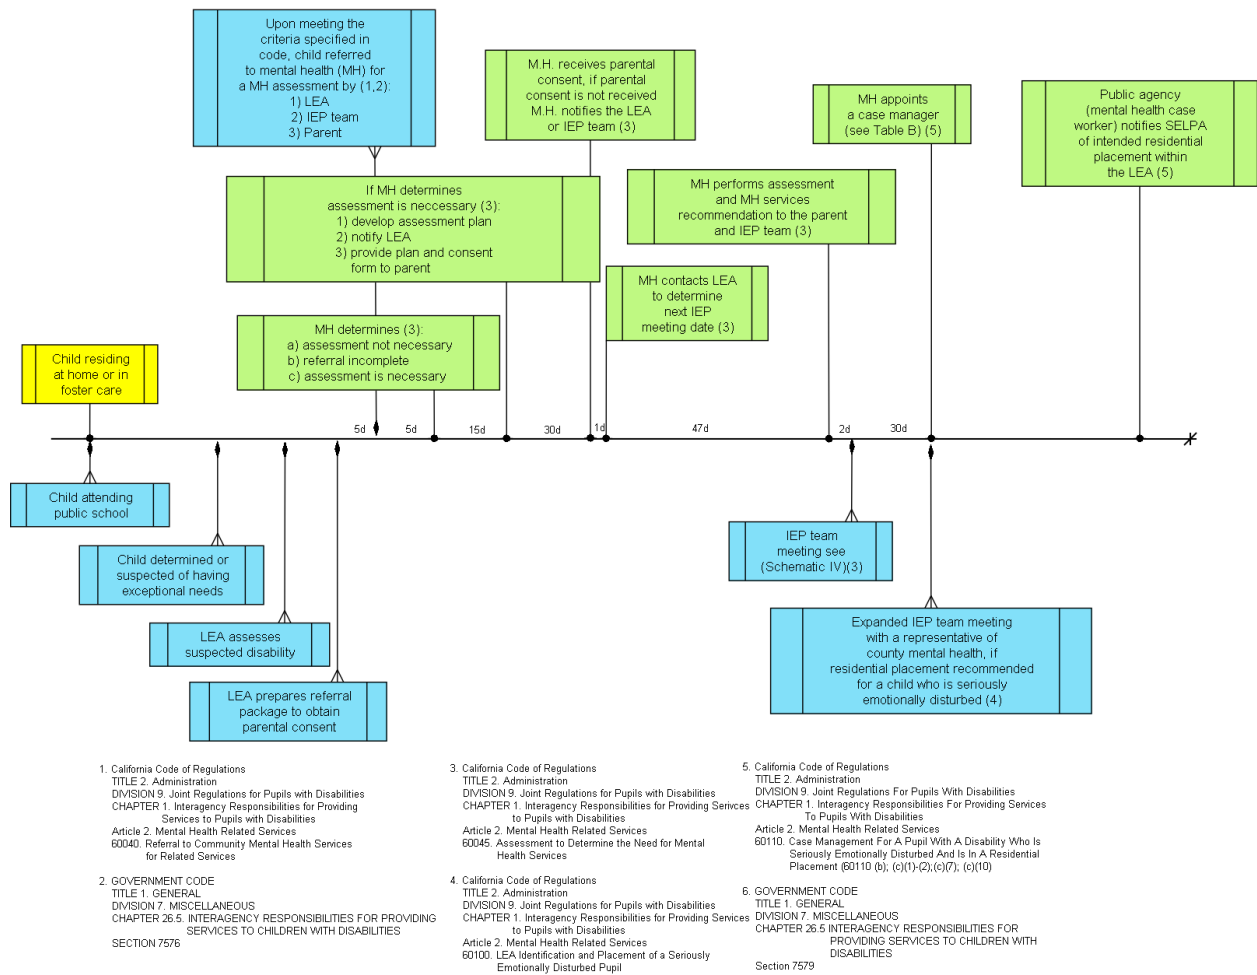 Upon meeting the
criteria specified in
code, child referred
to mental health (MH) for
a MH assessment by (1,2):
1) LEA
2) IEP team
3) Parent
M.H. receives parental
consent, if parental
consent is not received
M.H. notifies the LEA
or IEP team (3)
MH appoints
a case manager
(see Table B) (5)
Public agency
(mental health case
worker) notifies SELPA
of intended residential
placement within
the LEA (5)
If MH determines
assessment is neccessary (3):
1) develop assessment plan
2) notify LEA
3) provide plan and consent
form to parent
MH performs assessment
and MH services
recommendation to the parent
and IEP team (3)
MH contacts LEA
to determine
next IEP
meeting date (3)
MH determines (3):
a) assessment not necessary
b) referral incomplete
c) assessment is necessary
Child residing
at home or in
foster care
5d
5d
15d
30d
1d
47d
2d
30d
Child attending
public school
Child determined or
suspected of having
exceptional needs
LEA assesses
suspected disability
LEA prepares referral
package to obtain
parental consent
IEP team
meeting see
(Schematic IV)(3)
Expanded IEP team meeting
with a representative of
county mental health, if
residential placement recommended
for a child who is seriously
emotionally disturbed (4)
1. California Code of Regulations
TITLE 2. Administration
DIVISION 9. Joint Regulations for Pupils with Disabilities
CHAPTER 1. Interagency Responsibilities for Providing
Services to Pupils with Disabilities
Article 2. Mental Health Related Services
60040. Referral to Community Mental Health Services
for Related Services
2. GOVERNMENT CODE
TITLE 1. GENERAL
DIVISION 7. MISCELLANEOUS
CHAPTER 26.5. INTERAGENCY RESPONSIBILITIES FOR PROVIDING
SERVICES TO CHILDREN WITH DISABILITIES
SECTION 7576
3. California Code of Regulations
TITLE 2. Administration
DIVISION 9. Joint Regulations for Pupils with Disabilities
CHAPTER 1. Interagency Responsibilities for Providing Services
to Pupils with Disabilities
Article 2. Mental Health Related Services
60045. Assessment to Determine the Need for Mental
Health Services
4. California Code of Regulations
TITLE 2. Administration
DIVISION 9. Joint Regulations for Pupils with Disabilities
CHAPTER 1. Interagency Responsibilities for Providing Services
to Pupils with Disabilities
Article 2. Mental Health Related Services
60100. LEA Identification and Placement of a Seriously
Emotionally Disturbed Pupil
5. California Code of Regulations
TITLE 2. Administration
DIVISION 9. Joint Regulations For Pupils With Disabilities
CHAPTER 1. Interagency Responsibilities For Providing Services
To Pupils With Disabilities
Article 2. Mental Health Related Services
60110. Case Management For A Pupil With A Disability Who Is
Seriously Emotionally Disturbed And Is In A Residential
Placement (60110 (b); (c)(1)-(2);(c)(7); (c)(10)
6. GOVERNMENT CODE
TITLE 1. GENERAL
DIVISION 7. MISCELLANEOUS
CHAPTER 26.5 INTERAGENCY RESPONSIBILITIES FOR
PROVIDING SERVICES TO CHILDREN WITH
DISABILITIES
Section 7579